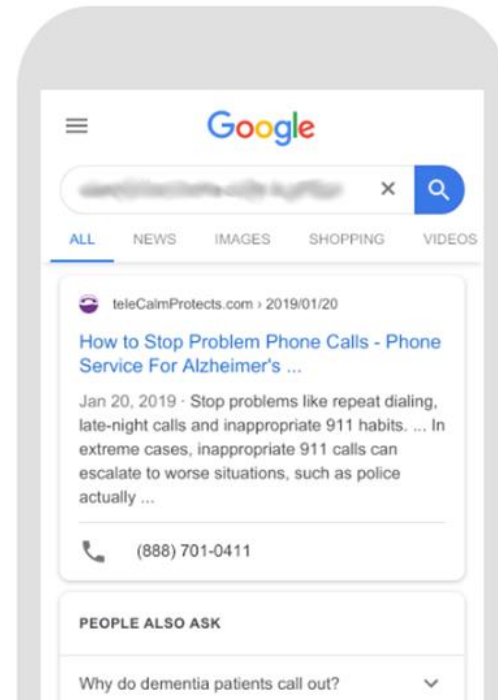 Google
ALL NEWS IMAGES SHOPPING VIDEOS
teleCalmProtects.com › 2019/01/20
How to Stop Problem Phone Calls - Phone
Service For Alzheimer's ...
Jan 20, 2019 · Stop problems like repeat dialing,
late-night calls and inappropriate 911 habits. ... In
extreme cases, inappropriate 911 calls can
escalate to worse situations, such as police
actually ...
(888) 701-0411
PEOPLE ALSO ASK
Why do dementia patients call out?